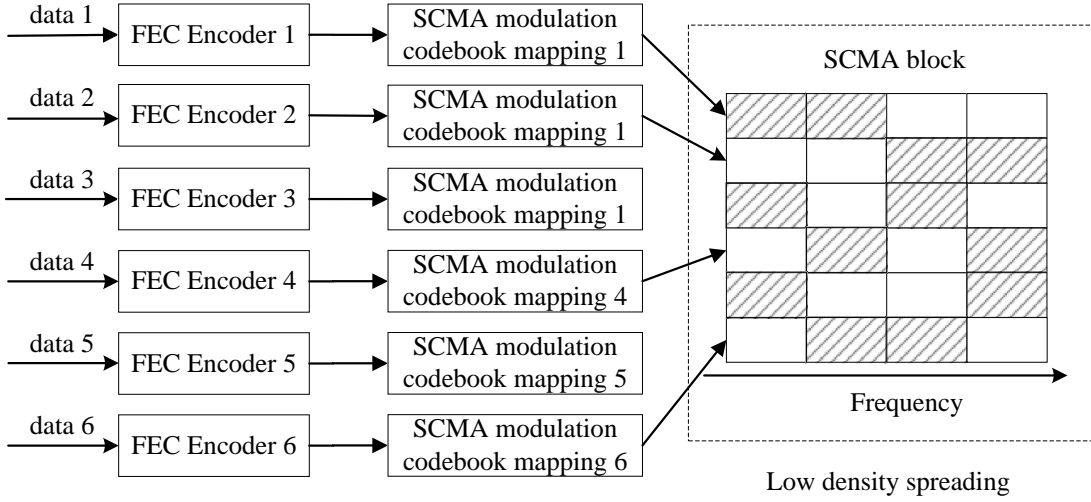 data 1
FEC Encoder 1
SCMA modulation
codebook mapping 1
data 2
FEC Encoder 2
SCMA modulation
codebook mapping 1
data 3
FEC Encoder 3
SCMA modulation
codebook mapping 1
data 4
FEC Encoder 4
SCMA modulation
codebook mapping 4
data 5
FEC Encoder 5
SCMA modulation
codebook mapping 5
data 6
FEC Encoder 6
SCMA modulation
codebook mapping 6
SCMA block
Frequency
Low density spreading